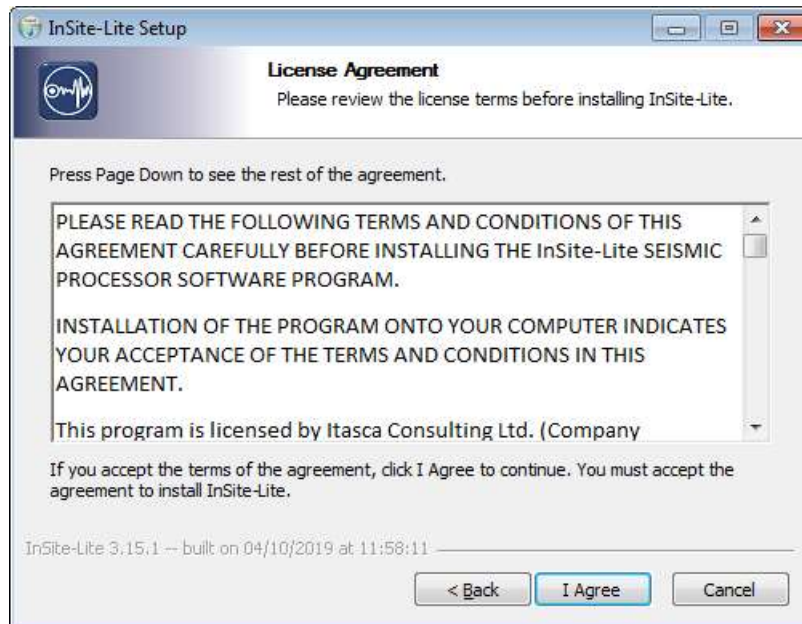 InSite-Lite Setup
License Agreement
Please review the license terms before installing InSite-Lite.
Press Page Down to see the rest of the agreement.
PLEASE READ THE FOLLOWING TERMS AND CONDITIONS OF THIS
AGREEMENT CAREFULLY BEFORE INSTALLING THE InSite-Lite SEISMIC
PROCESSOR SOFTWARE PROGRAM.
INSTALLATION OF THE PROGRAM ONTO YOUR COMPUTER INDICATES
YOUR ACCEPTANCE OF THE TERMS AND CONDITIONS IN THIS
AGREEMENT.
This program is licensed by Itasca Consulting Ltd. (Company
If you accept the terms of the agreement, click I Agree to continue. You must accept the
agreement to install InSite-Lite.
InSite-Lite 3.15.1 -- built on 04/10/2019 at 11:58:11
< Back
I Agree
Cancel